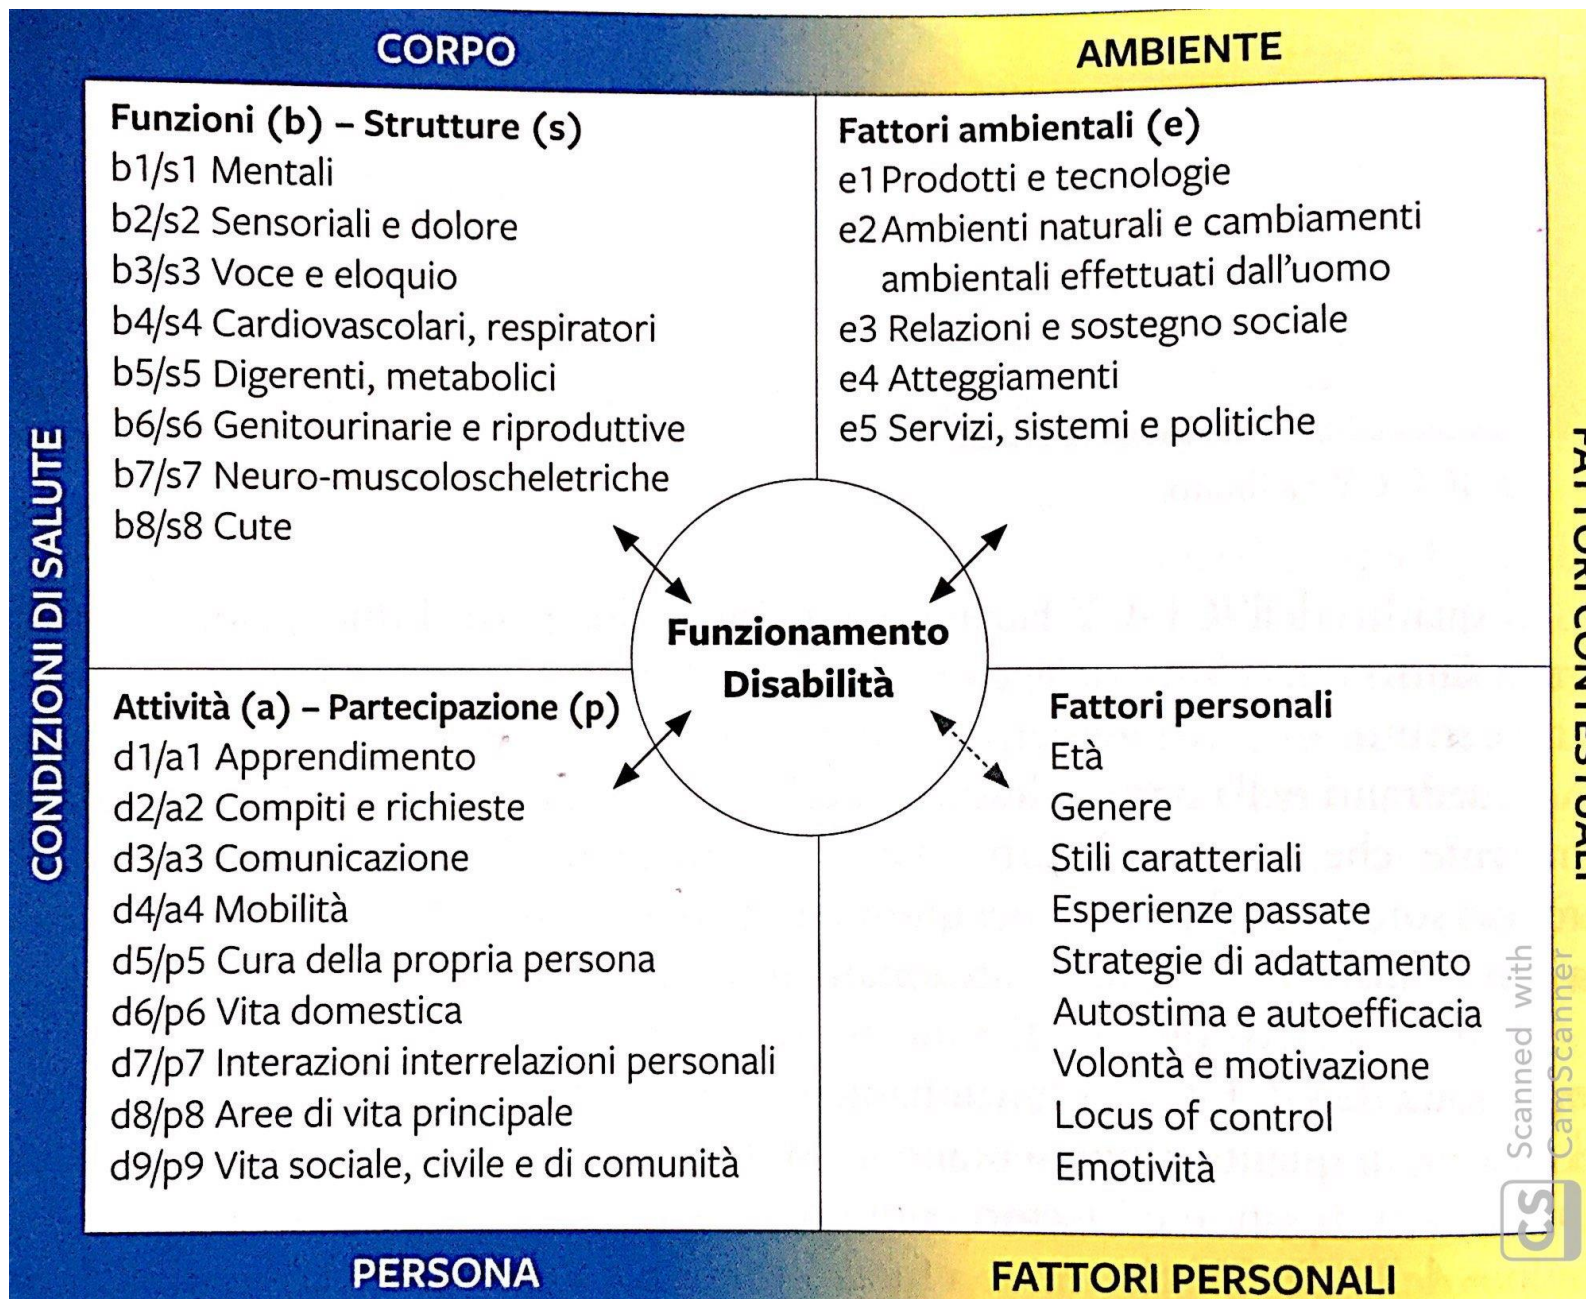 CORPO
AMBIENTE
CONDIZIONI DI SALUTE
Funzioni (b) – Strutture (s)
b1/s1 Mentali
b2/s2 Sensoriali e dolore
b3/s3 Voce e eloquio
b4/s4 Cardiovascolari, respiratori
b5/s5 Digerenti, metabolici
b6/s6 Genitourinarie e riproduttive
b7/s7 Neuro-muscoloscheletriche
b8/s8 Cute
Fattori ambientali (e)
e1 Prodotti e tecnologie
e2 Ambienti naturali e cambiamenti
ambientali effettuati dall'uomo
e3 Relazioni e sostegno sociale
e4 Atteggiamenti
e5 Servizi, sistemi e politiche
Funzionamento
Disabilità
Attività (a) – Partecipazione (p)
d1/a1 Apprendimento
d2/a2 Compiti e richieste
d3/a3 Comunicazione
d4/a4 Mobilità
d5/p5 Cura della propria persona
d6/p6 Vita domestica
d7/p7 Interazioni interrelazioni personali
d8/p8 Aree di vita principale
d9/p9 Vita sociale, civile e di comunità
Fattori personali
Età
Genere
Stili caratteriali
Esperienze passate
Strategie di adattamento
Autostima e autoefficacia
Volontà e motivazione
Locus of control
Emotività
FATTORI CONTESTUALI
PERSONA
FATTORI PERSONALI
CS
Scanned with
CamScanner